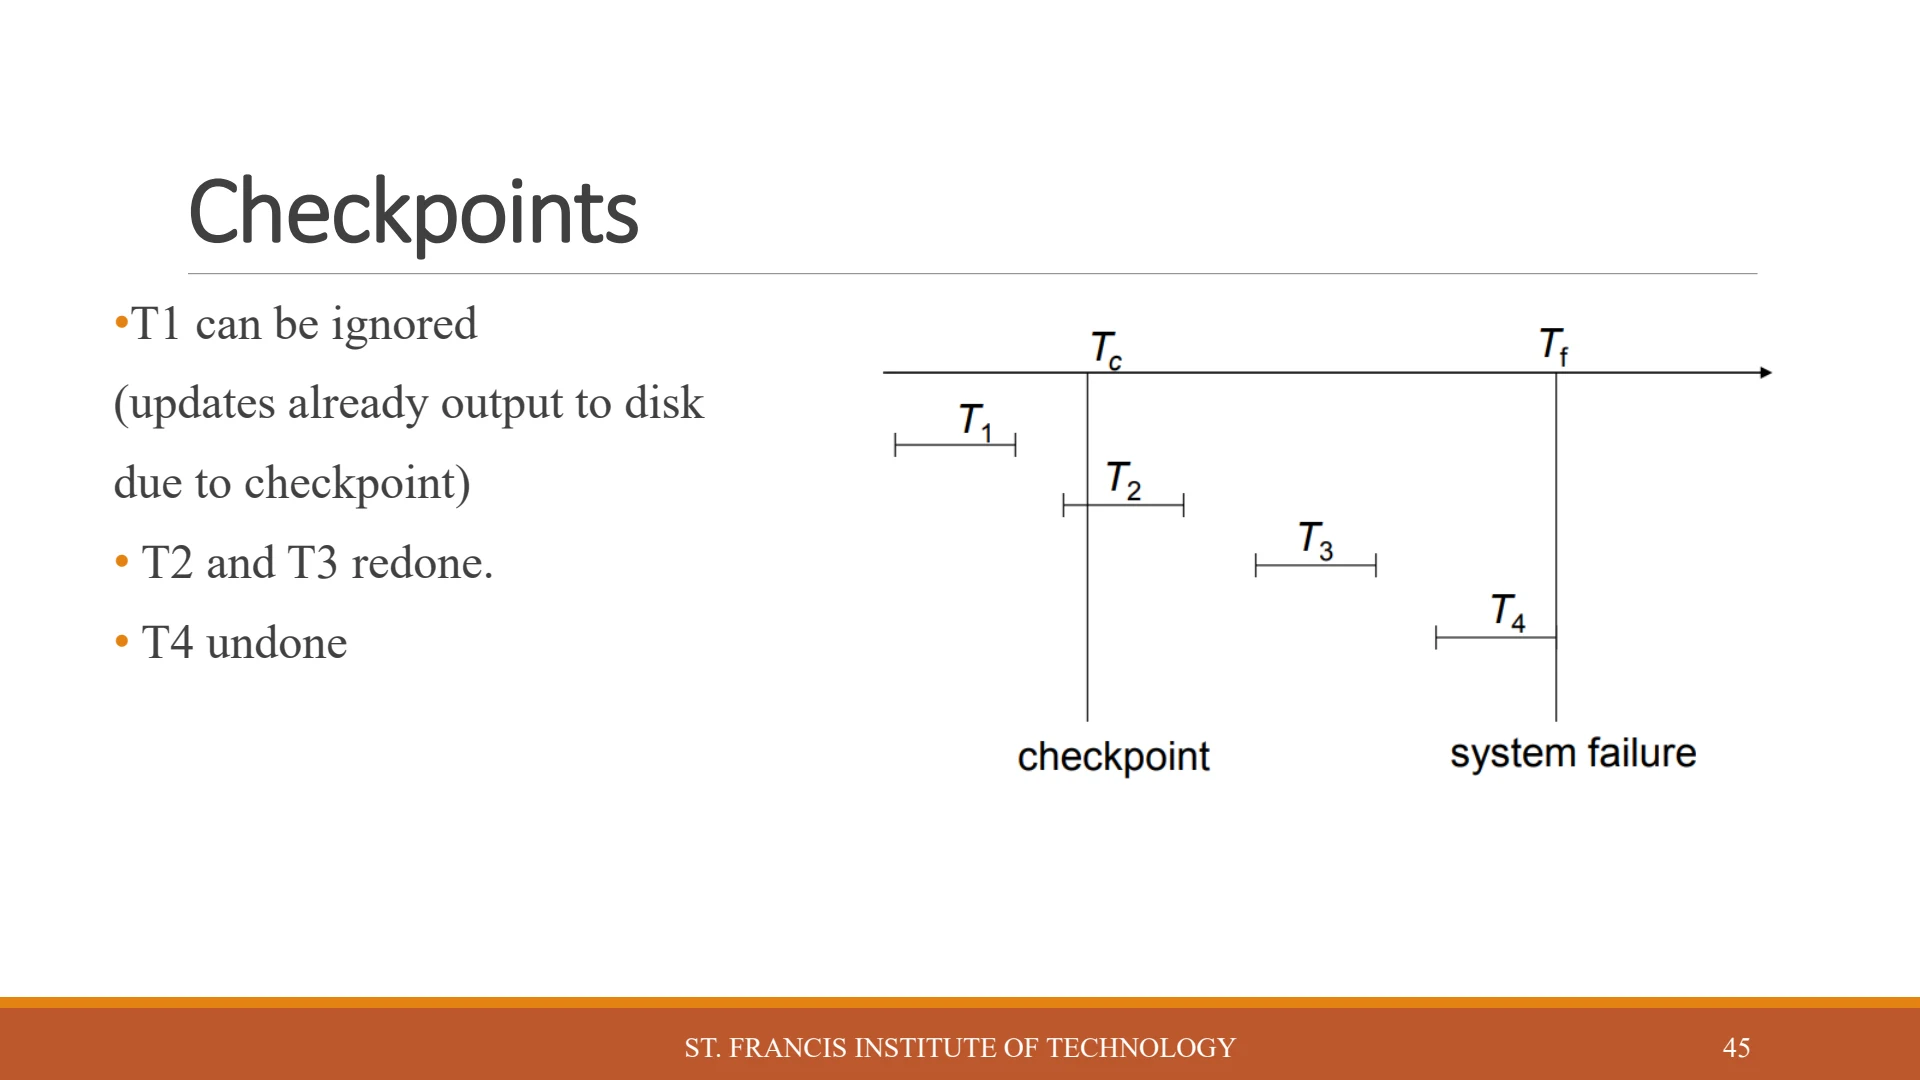 Checkpoints
•T1 can be ignored
(updates already output to disk
due to checkpoint)
• T2 and T3 redone.
• T4 undone
Tc
Tf
T1
T2
T3
T4
checkpoint
system failure
ST. FRANCIS INSTITUTE OF TECHNOLOGY
45